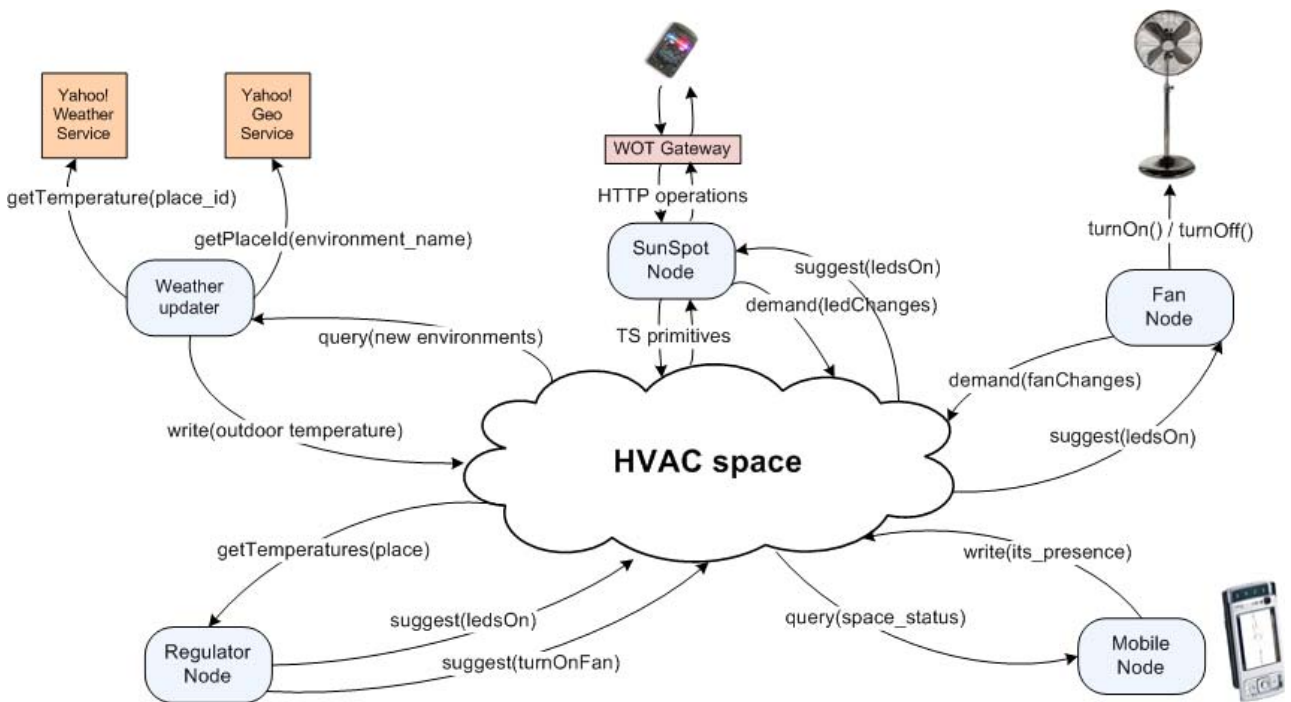 Yahoo!
Weather
Service
Yahoo!
Geo
Service
WOT Gateway
HTTP operations
getTemperature(place_id)
getPlaceId(environment_name)
SunSpot
Node
suggest(ledsOn)
turnOn() / turnOff()
Weather
updater
demand(ledChanges)
Fan
Node
query(new environments)
TS primitives
demand(fanChanges)
write(outdoor temperature)
suggest(ledsOn)
HVAC space
getTemperatures(place)
write(its_presence)
suggest(ledsOn)
query(space_status)
Regulator
Node
suggest(turnOnFan)
Mobile
Node